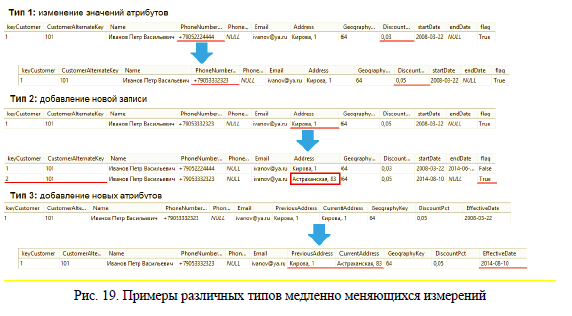 Тип 1: изменение значений атрибутов
keyCustomer CustomerAlternateKey Name PhoneNumber... Phone... Email Address Geography... Discount... startDate endDate flag
1 101 Иванов Петр Васильевич +79052224444 NULL ivanov@ya.ru Кирова, 1 64 0,03 2008-03-22 NULL True
keyCustomer CustomerAlternateKey Name PhoneNumber... Phone... Email Address Geography... Discount... startDate endDate flag
1 101 Иванов Петр Васильевич +79053332323 NULL ivanov@ya.ru Кирова, 1 64 0,05 2008-03-22 NULL True
Тип 2: добавление новой записи
keyCustomer CustomerAlternateKey Name PhoneNumber... Phone... Email Address Geography... Discount... startDate endDate flag
1 101 Иванов Петр Васильевич +79053332323 NULL ivanov@ya.ru Кирова, 1 64 0,05 2008-03-22 NULL True
keyCustomer CustomerAlternateKey Name PhoneNumber... Phone... Email Address Geography... Discount... startDate endDate flag
1 101 Иванов Петр Васильевич +79053332323 NULL ivanov@ya.ru Кирова, 1 64 0,03 2008-03-22 2014-06-... False
2 101 Иванов Петр Васильевич +79053332323 NULL ivanov@ya.ru Астраханская, 83 64 0,05 2014-08-10 NULL True
Тип 3: добавление новых атрибутов
keyCustomer CustomerAlte... Name PhoneNumber... Phone... Email PreviousAddress CurrentAddress GeographyKey DiscountPct EffectiveDate
1 101 Иванов Петр Васильевич +79053332323 NULL ivanov@ya.ru Кирова, 1 Кирова, 1 64 0,05 2008-03-22
keyCustomer CustomerAlte... Name PhoneNumber... Phone... Email PreviousAddress CurrentAddress GeographyKey DiscountPct EffectiveDate
1 101 Иванов Петр Васильевич +79053332323 NULL ivanov@ya.ru Кирова, 1 Астраханская, 83 64 0,05 2014-08-10
Рис. 19. Примеры различных типов медленно меняющихся измерений